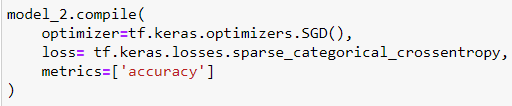 model_2.compile(
    optimizer=tf.keras.optimizers.SGD(),
    loss= tf.keras.losses.sparse_categorical_crossentropy,
    metrics=['accuracy']
)